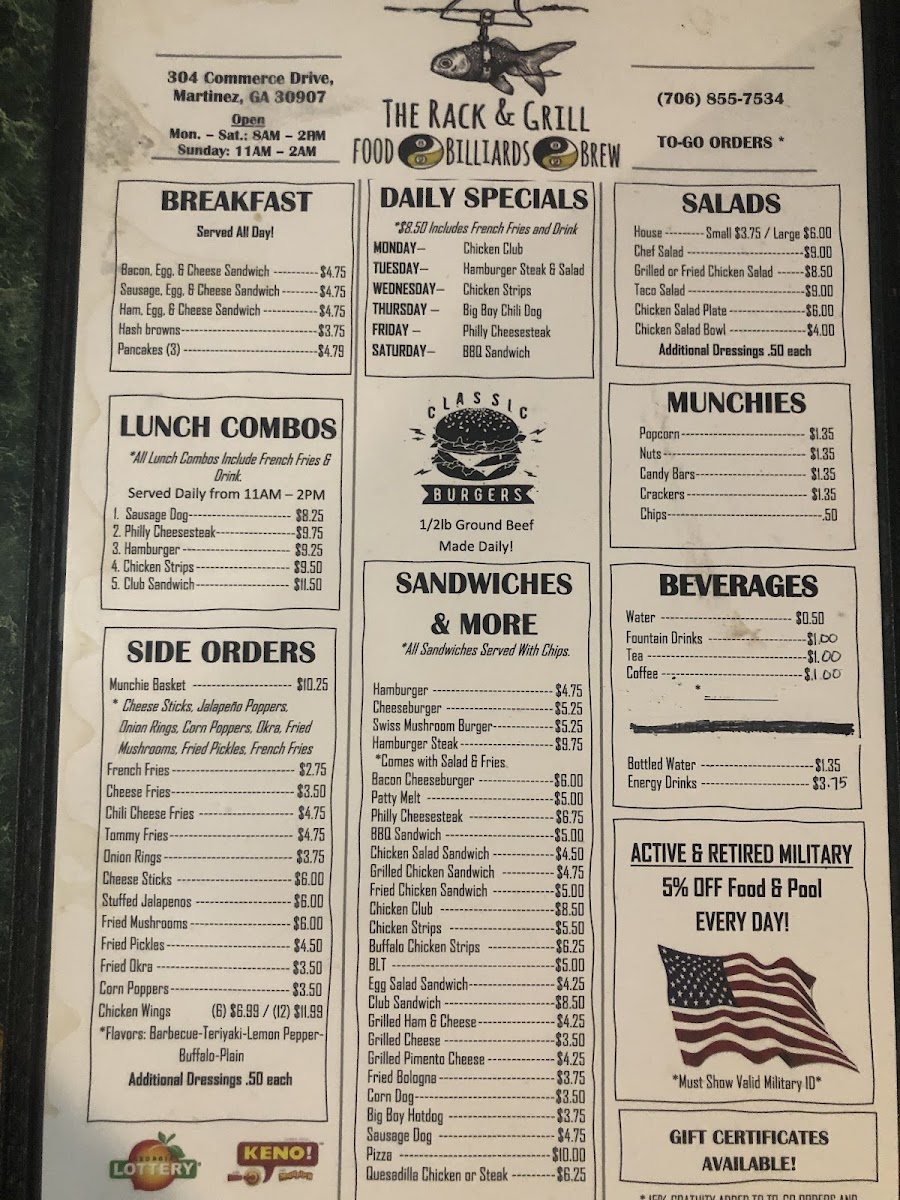 304 Commerce Drive,
Martinez, GA 30907
Open
Mon. – Sat.: 8AM – 2AM
Sunday: 11AM – 2AM
THE RACK & GRILL
FOOD BILLIARDS BREW
(706) 855-7534
TO-GO ORDERS *
BREAKFAST
Served All Day!
Bacon, Egg, & Cheese Sandwich ----------$4.75
Sausage, Egg, & Cheese Sandwich --------$4.75
Ham, Egg, & Cheese Sandwich ------------$4.75
Hash browns------------------------------$3.75
Pancakes (3) -----------------------------$4.79
LUNCH COMBOS
*All Lunch Combos Include French Fries &
Drink.
Served Daily from 11AM – 2PM
1. Sausage Dog----------------------- $8.25
2. Philly Cheesesteak------------------$9.75
3. Hamburger ------------------------ $9.25
4. Chicken Strips--------------------- $9.50
5. Club Sandwich--------------------- $11.50
SIDE ORDERS
Munchie Basket --------------------- $10.25
* Cheese Sticks, Jalapeño Poppers,
Onion Rings, Corn Poppers, Okra, Fried
Mushrooms, Fried Pickles, French Fries
French Fries-------------------------- $2.75
Cheese Fries-------------------------- $3.50
Chili Cheese Fries -------------------- $4.75
Tommy Fries-------------------------- $4.75
Onion Rings--------------------------- $3.75
Cheese Sticks ------------------------ $6.00
Stuffed Jalapenos -------------------- $6.00
Fried Mushrooms--------------------- $6.00
Fried Pickles-------------------------- $4.50
Fried Okra ---------------------------- $3.50
Corn Poppers------------------------- $3.50
Chicken Wings (6) $6.99 / (12) $11.99
*Flavors: Barbecue-Teriyaki-Lemon Pepper-
Buffalo-Plain
Additional Dressings .50 each
GEORGIA
LOTTERY
KENO!
DAILY SPECIALS
*$8.50 Includes French Fries and Drink
MONDAY— Chicken Club
TUESDAY— Hamburger Steak & Salad
WEDNESDAY— Chicken Strips
THURSDAY — Big Boy Chili Dog
FRIDAY — Philly Cheesesteak
SATURDAY— BBQ Sandwich
CLASSIC
BURGERS
1/2lb Ground Beef
Made Daily!
SANDWICHES
& MORE
*All Sandwiches Served With Chips.
Hamburger --------------------------$4.75
Cheeseburger ------------------------$5.25
Swiss Mushroom Burger-------------$5.25
Hamburger Steak--------------------$9.75
*Comes with Salad & Fries.
Bacon Cheeseburger -----------------$6.00
Patty Melt ---------------------------$5.00
Philly Cheesesteak ------------------$6.75
BBQ Sandwich -----------------------$5.00
Chicken Salad Sandwich -------------$4.50
Grilled Chicken Sandwich ------------$4.75
Fried Chicken Sandwich -------------$5.00
Chicken Club -------------------------$8.50
Chicken Strips -----------------------$5.50
Buffalo Chicken Strips ---------------$6.25
BLT ----------------------------------$5.00
Egg Salad Sandwich------------------$4.25
Club Sandwich -----------------------$8.50
Grilled Ham & Cheese----------------$4.25
Grilled Cheese -----------------------$3.50
Grilled Pimento Cheese --------------$4.25
Fried Bologna------------------------$3.75
Corn Dog-----------------------------$3.50
Big Boy Hotdog ----------------------$3.75
Sausage Dog ------------------------$4.75
Pizza --------------------------------$10.00
Quesadilla Chicken or Steak ---------$6.25
SALADS
House --------Small $3.75 / Large $6.00
Chef Salad ------------------------$9.00
Grilled or Fried Chicken Salad ------$8.50
Taco Salad ------------------------$9.00
Chicken Salad Plate ----------------$6.00
Chicken Salad Bowl ----------------$4.00
Additional Dressings .50 each
MUNCHIES
Popcorn------------------------- $1.35
Nuts----------------------------- $1.35
Candy Bars---------------------- $1.35
Crackers------------------------ $1.35
Chips-----------------------------.50
BEVERAGES
Water ---------------------------$0.50
Fountain Drinks -------------------$1.00
Tea ------------------------------$1.00
Coffee ----------------------------$.1.00
*
Bottled Water --------------------$1.35
Energy Drinks --------------------$3.75
ACTIVE & RETIRED MILITARY
5% OFF Food & Pool
EVERY DAY!
*Must Show Valid Military ID*
GIFT CERTIFICATES
AVAILABLE!
* 15% GRATUITY ADDED TO TO-GO ORDERS AND